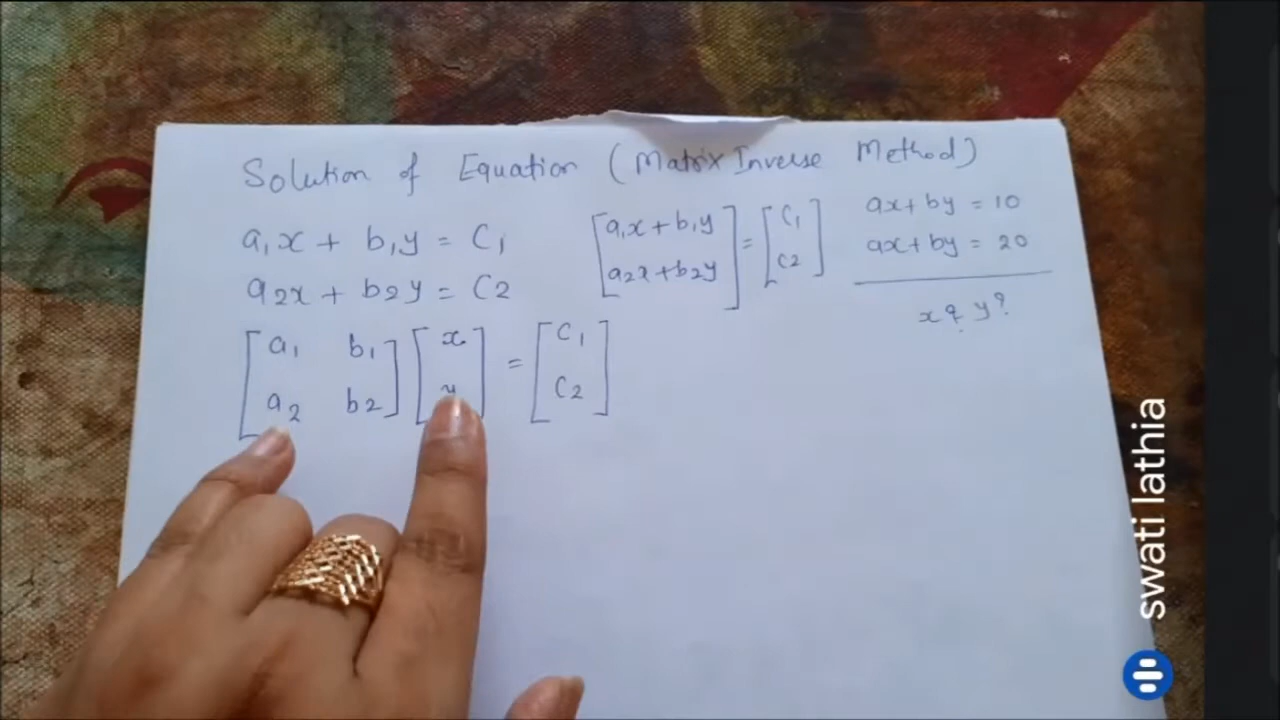 Solution of Equation (Matrix Inverse Method)
a₁x + b₁y = C₁
a₂x + b₂y = C₂
[a₁x + b₁y] = [C₁]
[a₂x + b₂y] [C₂]
ax + by = 10
ax + by = 20
x & y?
[a₁ b₁] [x] = [C₁]
[a₂ b₂] [y] [C₂]
swati lathia